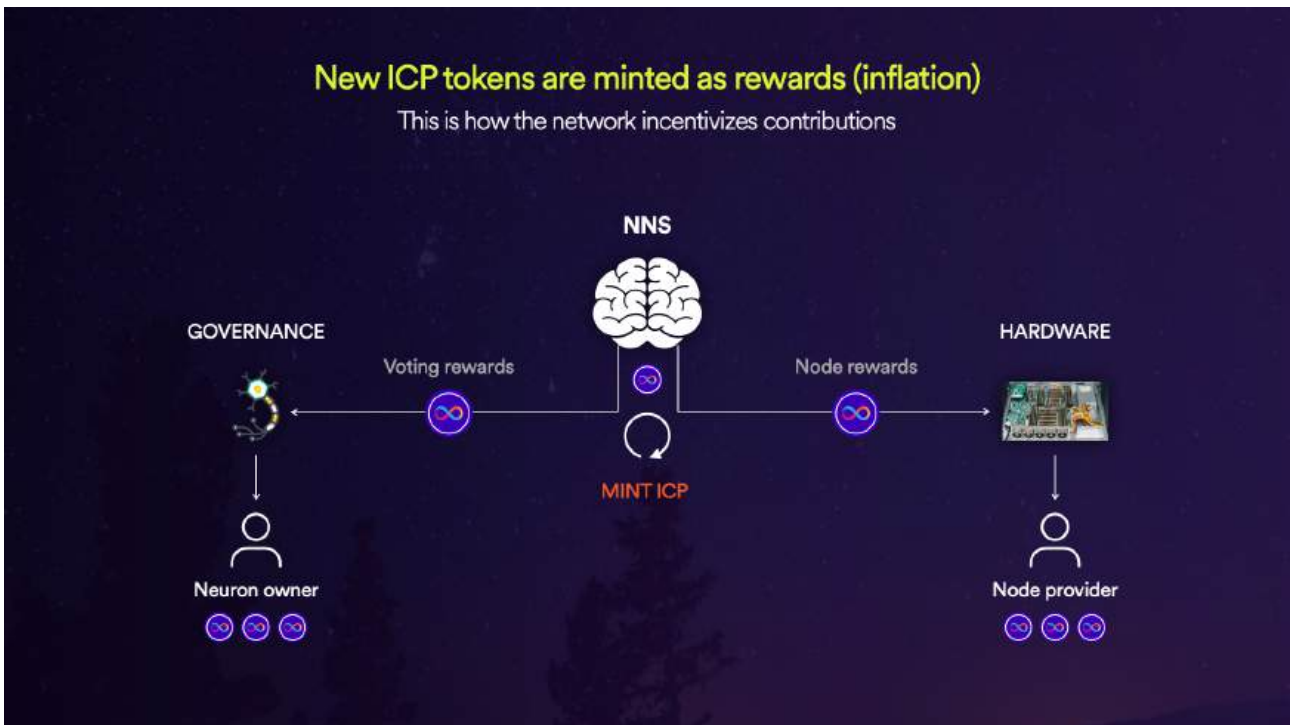 New ICP tokens are minted as rewards (inflation)
This is how the network incentivizes contributions
NNS
GOVERNANCE
HARDWARE
Voting rewards
Node rewards
MINT ICP
Neuron owner
Node provider